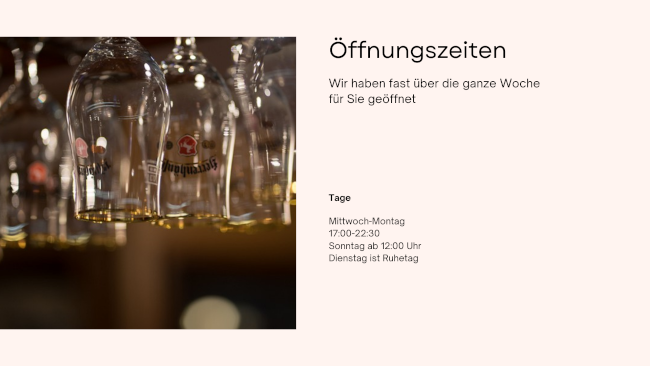 Öffnungszeiten
Wir haben fast über die ganze Woche
für Sie geöffnet
Tage
Mittwoch-Montag
17:00-22:30
Sonntag ab 12:00 Uhr
Dienstag ist Ruhetag